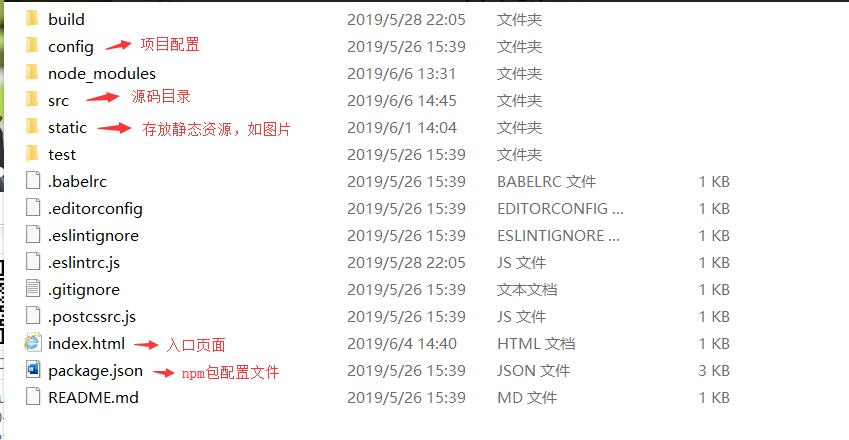 build 2019/5/28 22:05 文件夹
config 项目配置 2019/5/26 15:39 文件夹
node_modules 2019/6/6 13:31 文件夹
src 源码目录 2019/6/6 14:45 文件夹
static 存放静态资源，如图片 2019/6/1 14:04 文件夹
test 2019/5/26 15:39 文件夹
.babelrc 2019/5/26 15:39 BABELRC 文件 1 KB
.editorconfig 2019/5/26 15:39 EDITORCONFIG ... 1 KB
.eslintignore 2019/5/26 15:39 ESLINTIGNORE ... 1 KB
.eslintrc.js 2019/5/28 22:05 JS 文件 1 KB
.gitignore 2019/5/26 15:39 文本文档 1 KB
.postcssrc.js 2019/5/26 15:39 JS 文件 1 KB
index.html 入口页面 2019/6/4 14:40 HTML 文档 1 KB
package.json npm包配置文件 2019/5/26 15:39 JSON 文件 3 KB
README.md 2019/5/26 15:39 MD 文件 1 KB